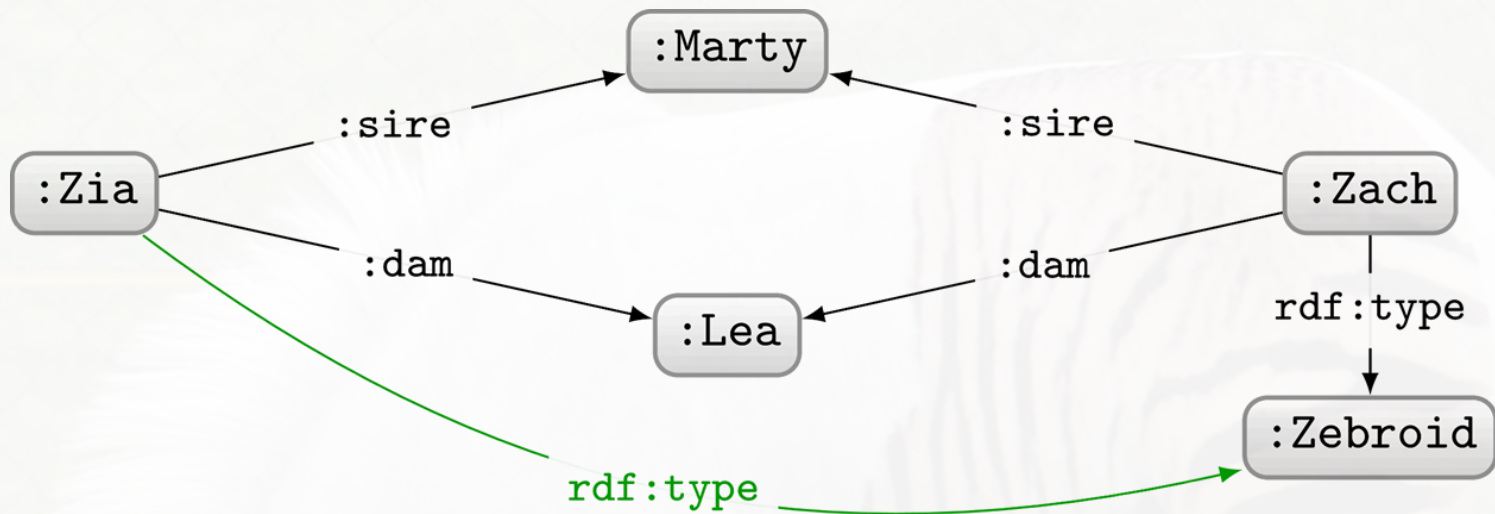 :Marty
:sire
:sire
:Zia
:Zach
:dam
:dam
rdf:type
:Lea
:Zebroid
rdf:type